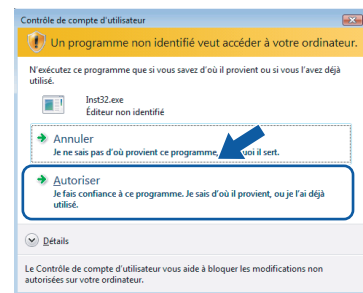 Contrôle de compte d'utilisateur
Un programme non identifié veut accéder à votre ordinateur.
N'exécutez ce programme que si vous savez d'où il provient ou si vous l'avez déjà
utilisé.
Inst32.exe
Éditeur non identifié
Annuler
Je ne sais pas d'où provient ce programme, oi il sert.
Autoriser
Je fais confiance à ce programme. Je sais d'où il provient, ou je l'ai déjà
utilisé.
Détails
Le Contrôle de compte d'utilisateur vous aide à bloquer les modifications non
autorisées sur votre ordinateur.